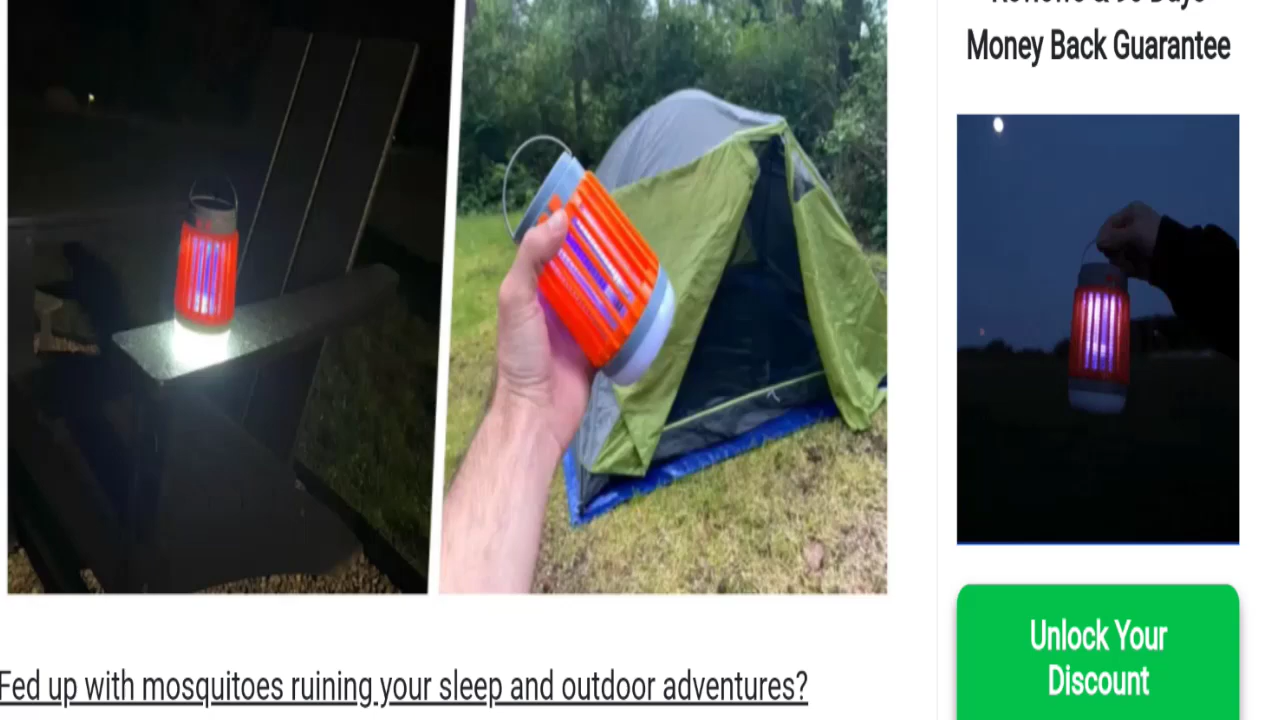 Money Back Guarantee
Unlock Your
Discount
Fed up with mosquitoes ruining your sleep and outdoor adventures?